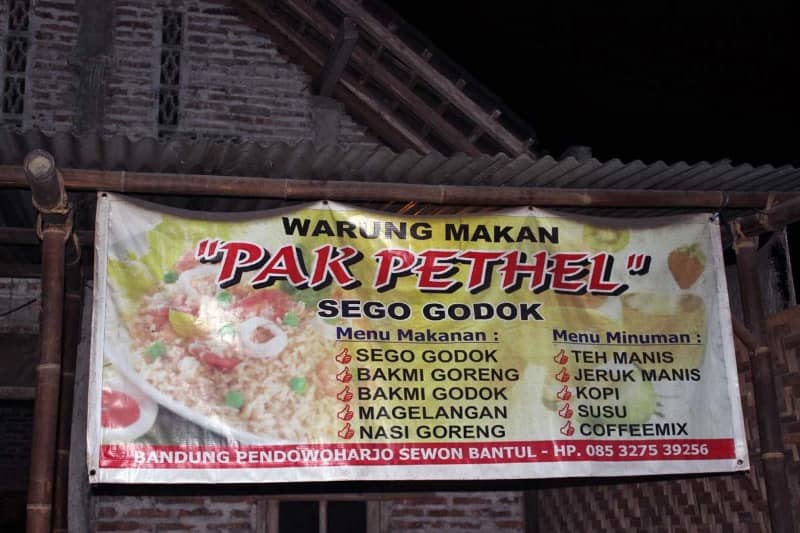 WARUNG MAKAN
"PAK PETHEL"
SEGO GODOK
Menu Makanan :
SEGO GODOK
BAKMI GORENG
BAKMI GODOK
MAGELANGAN
NASI GORENG
Menu Minuman :
TEH MANIS
JERUK MANIS
KOPI
SUSU
COFFEEMIX
BANDUNG PENDOWOHARJO SEWON BANTUL - HP. 085 3275 39256